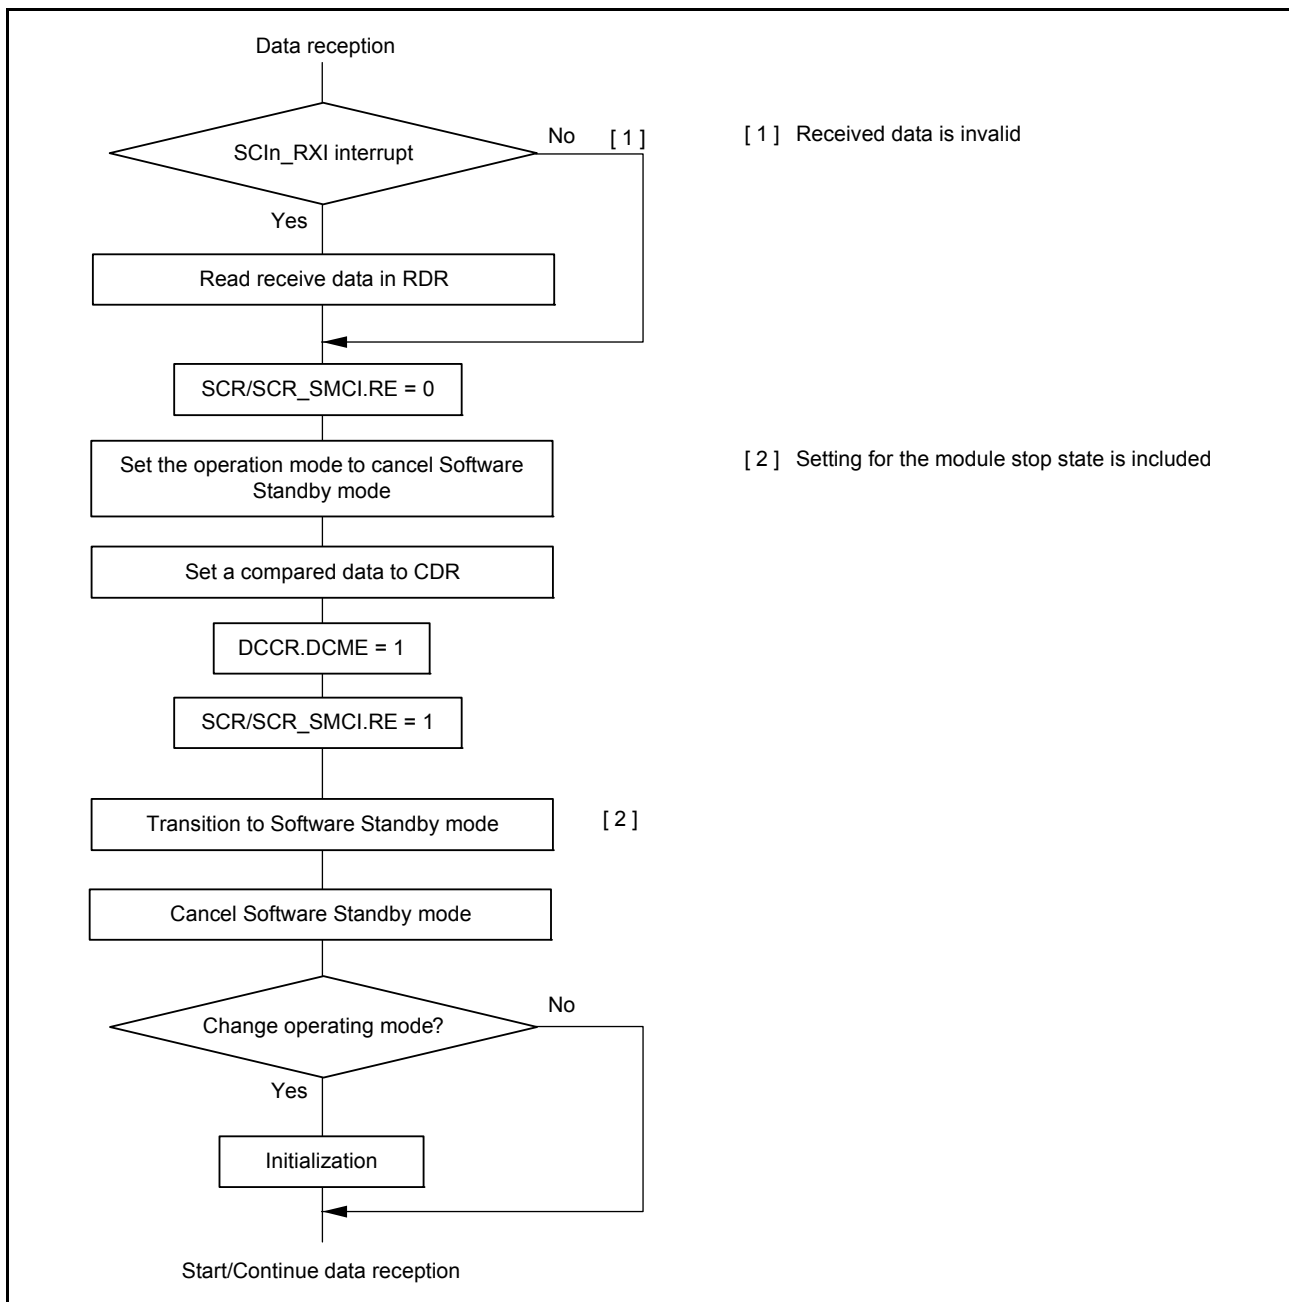 Data reception
SCIn_RXI interrupt
No [ 1 ]
[ 1 ] Received data is invalid
Yes
Read receive data in RDR
SCR/SCR_SMCI.RE = 0
Set the operation mode to cancel Software
Standby mode
[ 2 ] Setting for the module stop state is included
Set a compared data to CDR
DCCR.DCME = 1
SCR/SCR_SMCI.RE = 1
Transition to Software Standby mode
[ 2 ]
Cancel Software Standby mode
Change operating mode?
No
Yes
Initialization
Start/Continue data reception